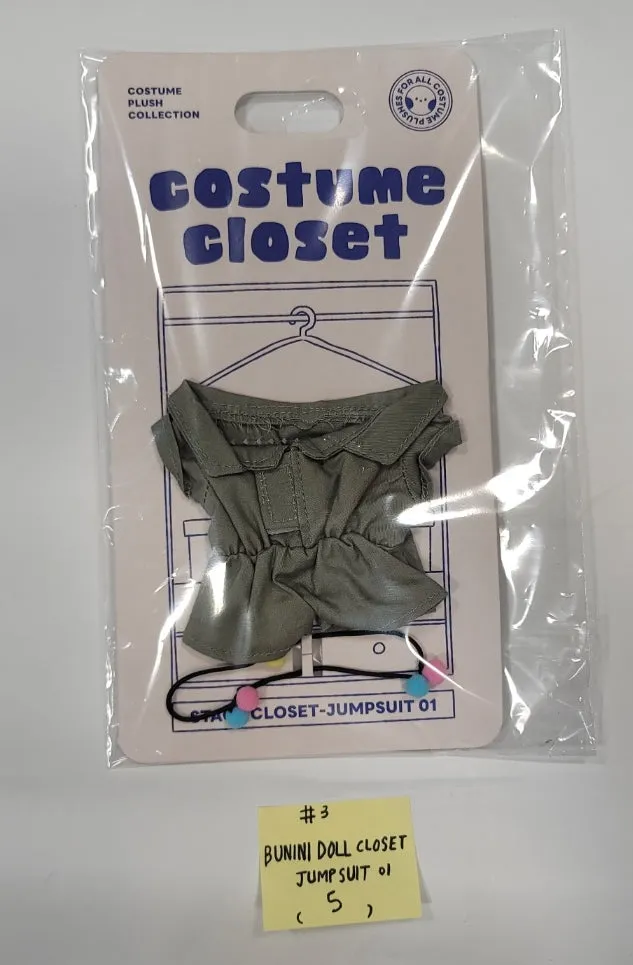 COSTUME
PLUSH
COLLECTION
PLUSHES FOR ALL COSTUME
costume
closet
CLOSET-JUMPSUIT 01
#3
BUNINI DOLL CLOSET
JUMPSUIT 01
( 5 )